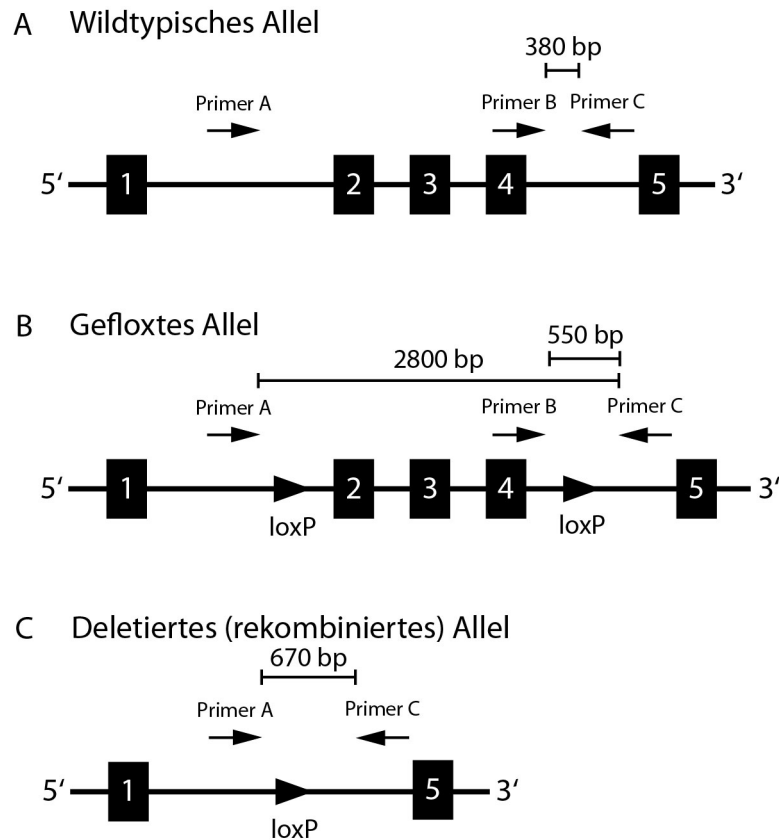 A Wildtypisches Allel
380 bp
Primer A Primer B Primer C
5‘ 1 2 3 4 5 3‘
B Gefloxtes Allel
550 bp
2800 bp
Primer A Primer B Primer C
5‘ 1 2 3 4 5 3‘
loxP loxP
C Deletiertes (rekombiniertes) Allel
670 bp
Primer A Primer C
5‘ 1 5 3‘
loxP